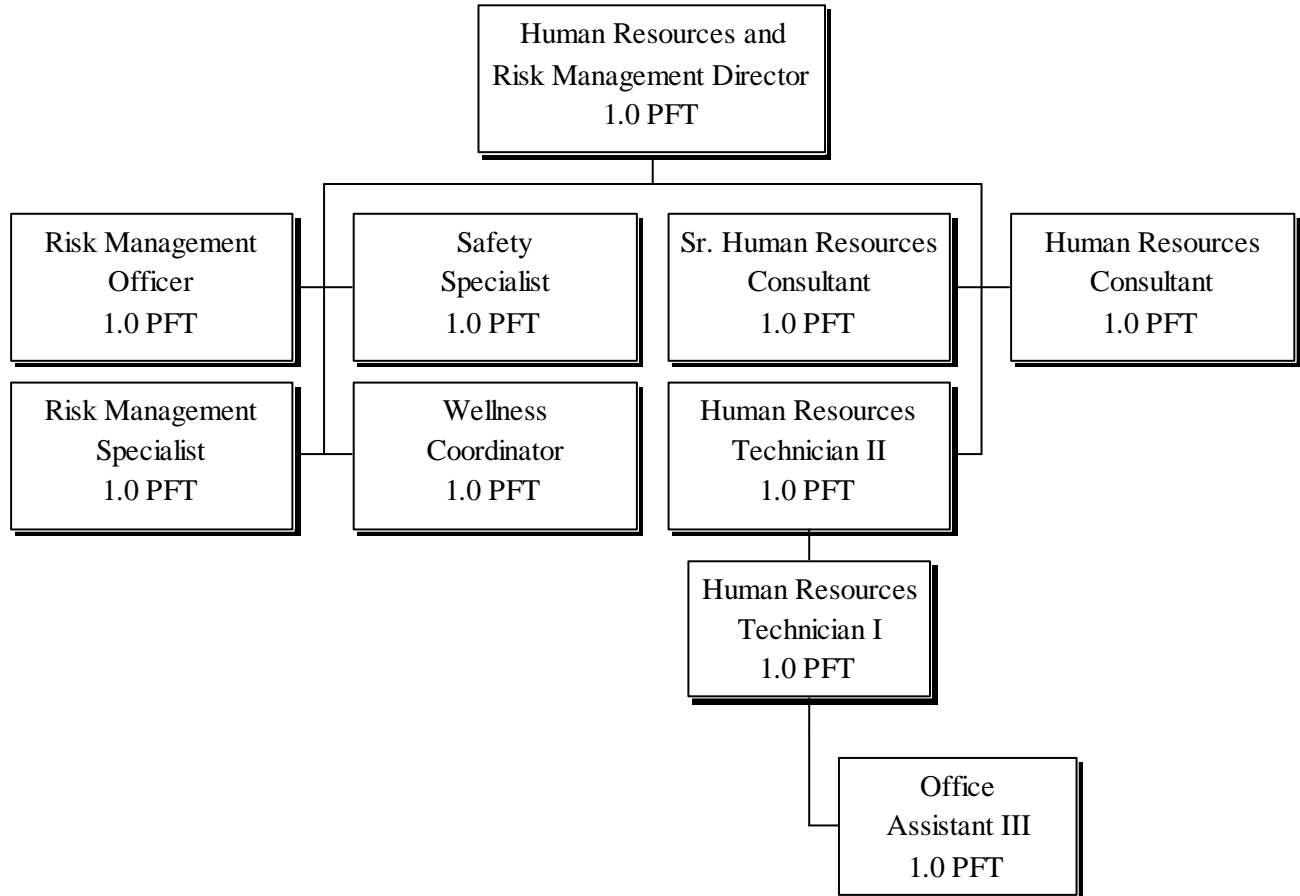 Human Resources and
Risk Management Director
1.0 PFT
Risk Management
Officer
1.0 PFT
Safety
Specialist
1.0 PFT
Sr. Human Resources
Consultant
1.0 PFT
Human Resources
Consultant
1.0 PFT
Risk Management
Specialist
1.0 PFT
Wellness
Coordinator
1.0 PFT
Human Resources
Technician II
1.0 PFT
Human Resources
Technician I
1.0 PFT
Office
Assistant III
1.0 PFT